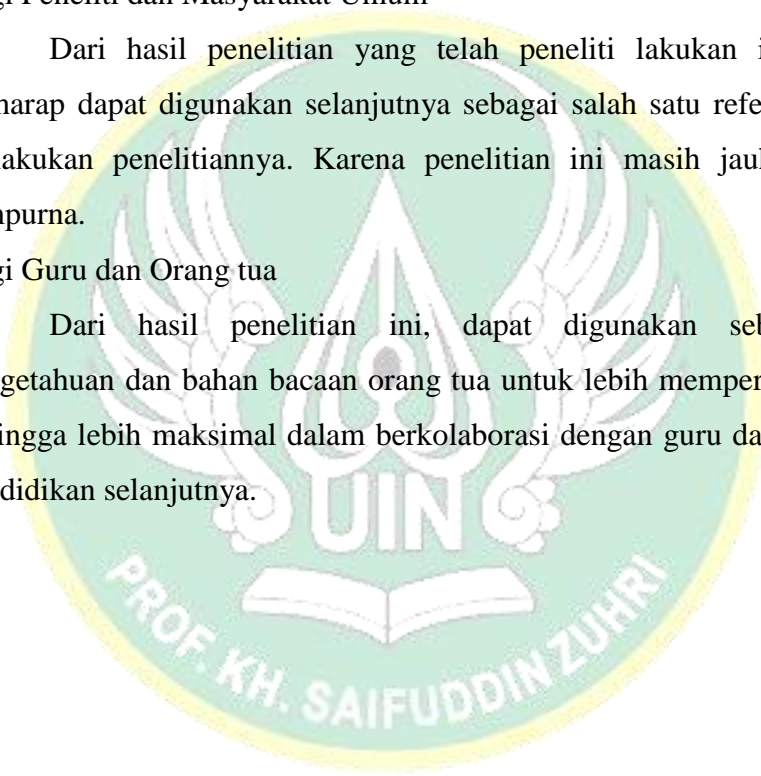 gi Peneliti dan Masyarakat Umum
Dari hasil penelitian yang telah peneliti lakukan i
harap dapat digunakan selanjutnya sebagai salah satu refe
lakukan penelitiannya. Karena penelitian ini masih jaul
npurna.
gi Guru dan Orang tua
Dari hasil penelitian ini, dapat digunakan seb
getahuan dan bahan bacaan orang tua untuk lebih memper
ingga lebih maksimal dalam berkolaborasi dengan guru da
didikan selanjutnya.
UIN
PROF. KH. SAIFUDDIN ZUHRI